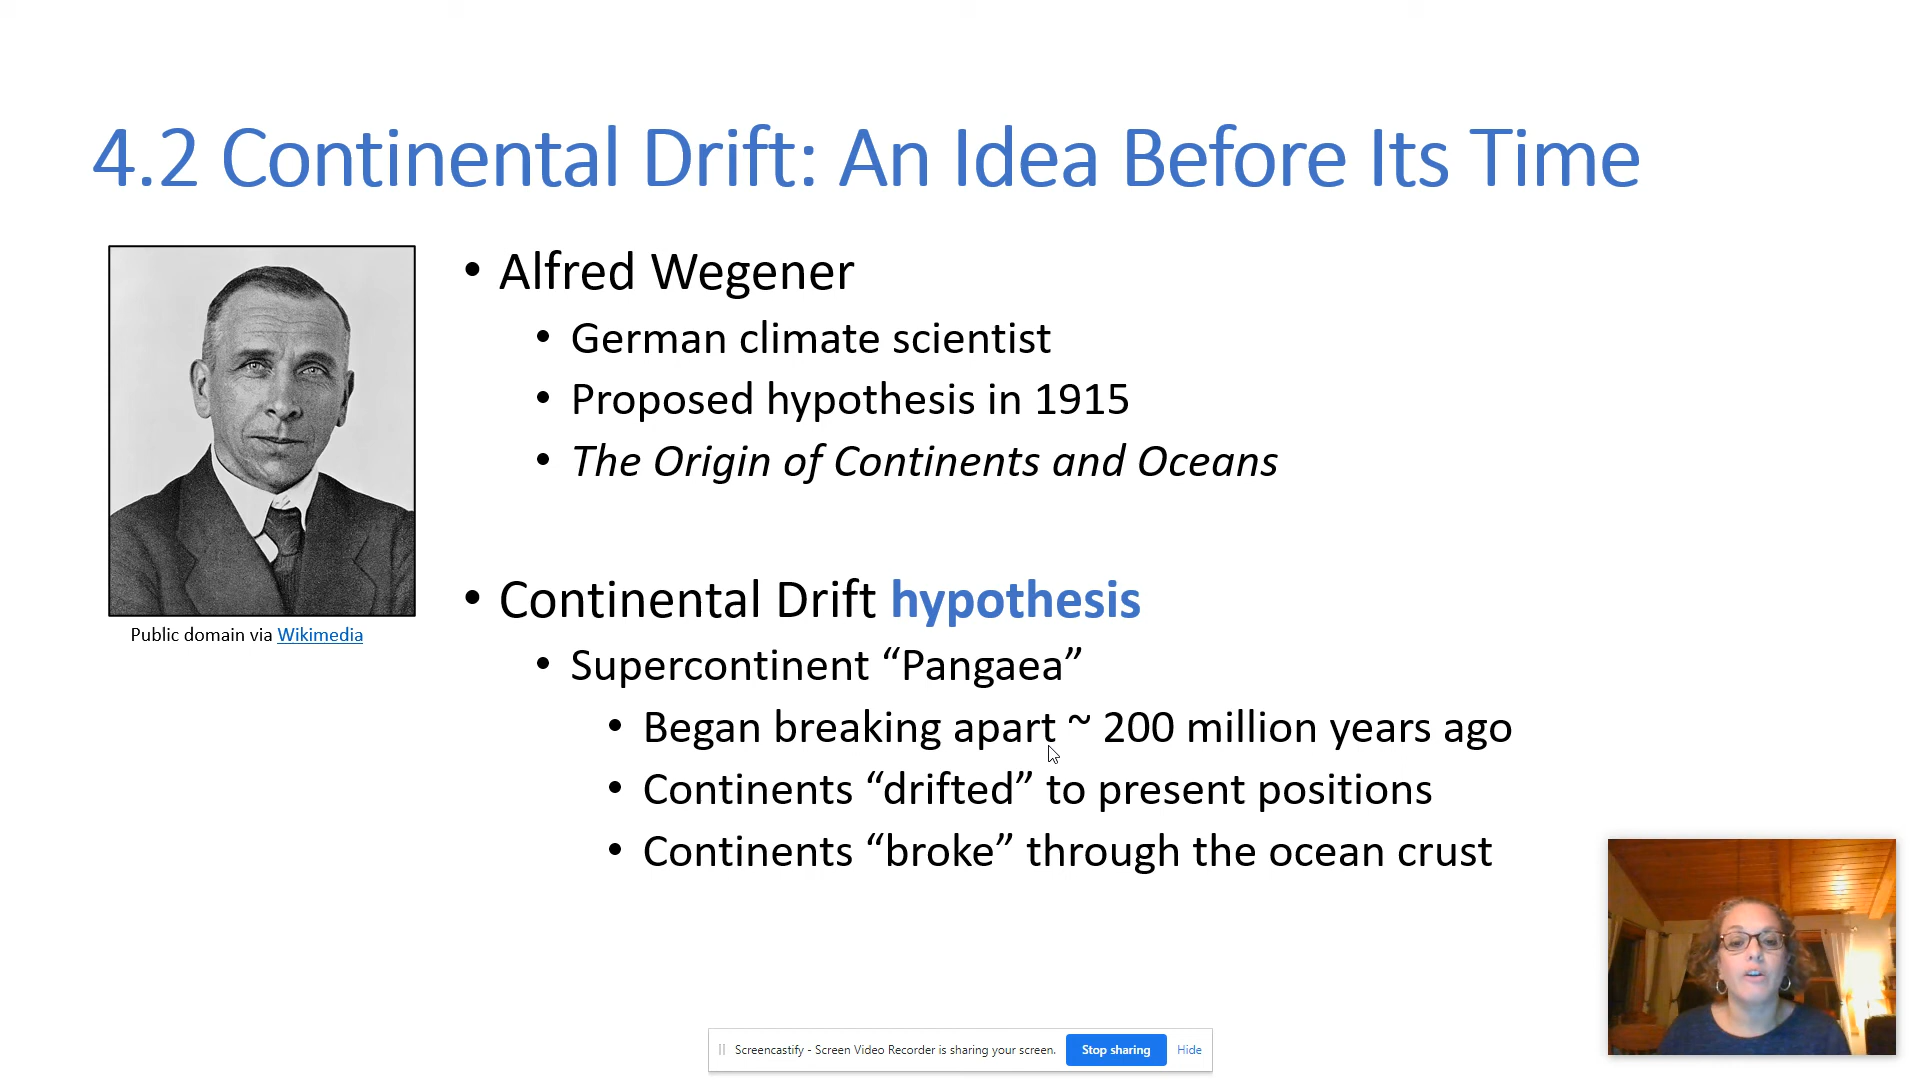 4.2 Continental Drift: An Idea Before Its Time
• Alfred Wegener
• German climate scientist
• Proposed hypothesis in 1915
• The Origin of Continents and Oceans
• Continental Drift hypothesis
• Supercontinent “Pangaea”
• Began breaking apart ~ 200 million years ago
• Continents “drifted” to present positions
• Continents “broke” through the ocean crust
Public domain via Wikimedia
Screencastify - Screen Video Recorder is sharing your screen.
Stop sharing
Hide